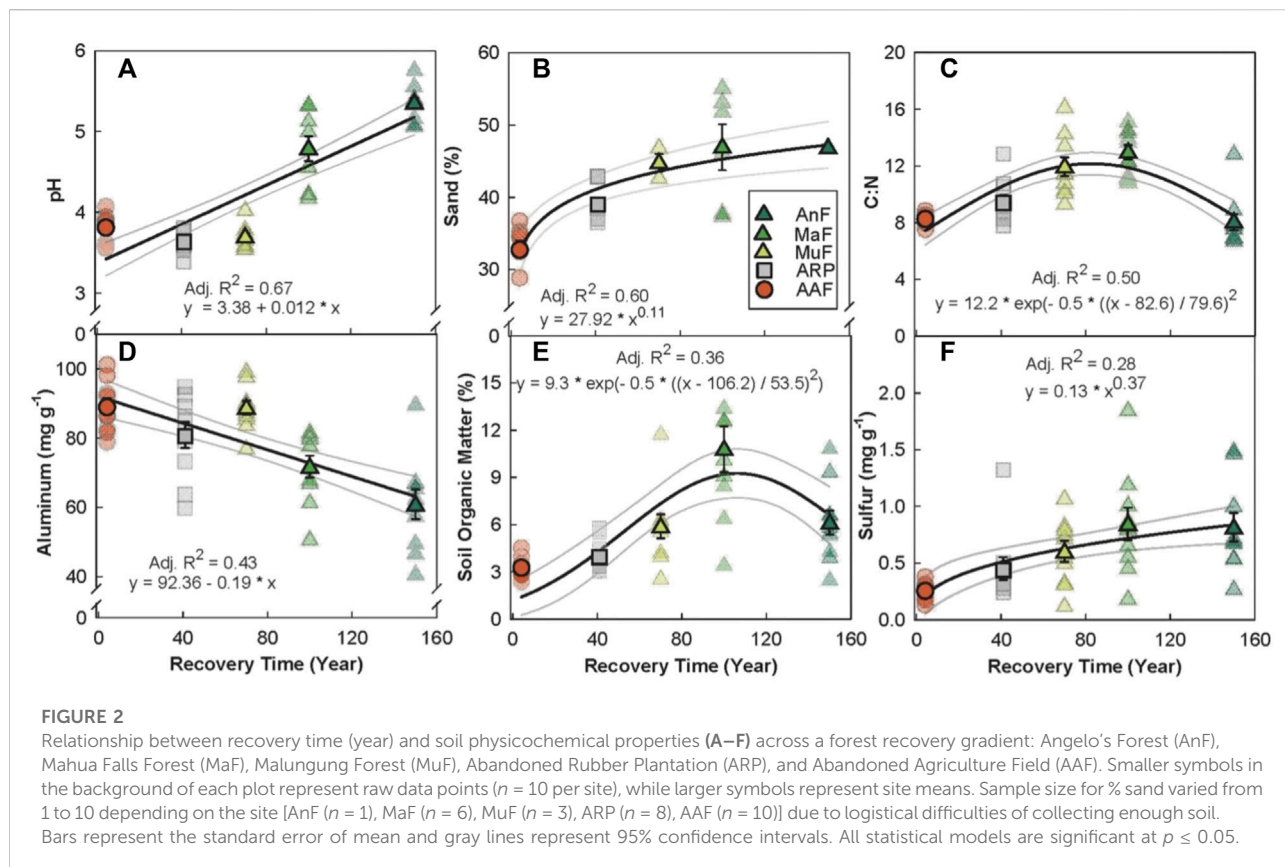 A
B
C
pH
6
5
4
3
0
Adj. R² = 0.67
y = 3.38 + 0.012 * x
Sand (%)
60
50
40
30
0
Adj. R² = 0.60
y = 27.92 * x^0.11
AnF
MaF
MuF
ARP
AAF
C:N
20
16
12
8
4
0
Adj. R² = 0.50
y = 12.2 * exp(- 0.5 * ((x - 82.6) / 79.6)²
D
E
F
Aluminum (mg g⁻¹)
100
80
60
40
0
Adj. R² = 0.43
y = 92.36 - 0.19 * x
0 40 80 120 160
Recovery Time (Year)
Soil Organic Matter (%)
15
12
9
6
3
0
Adj. R² = 0.36
y = 9.3 * exp(- 0.5 * ((x - 106.2) / 53.5)²)
0 40 80 120 160
Recovery Time (Year)
Sulfur (mg g⁻¹)
2.0
1.5
1.0
0.5
0.0
Adj. R² = 0.28
y = 0.13 * x^0.37
0 40 80 120 160
Recovery Time (Year)
FIGURE 2
Relationship between recovery time (year) and soil physicochemical properties (A–F) across a forest recovery gradient: Angelo's Forest (AnF),
Mahua Falls Forest (MaF), Malungung Forest (MuF), Abandoned Rubber Plantation (ARP), and Abandoned Agriculture Field (AAF). Smaller symbols in
the background of each plot represent raw data points (n = 10 per site), while larger symbols represent site means. Sample size for % sand varied from
1 to 10 depending on the site [AnF (n = 1), MaF (n = 6), MuF (n = 3), ARP (n = 8), AAF (n = 10)] due to logistical difficulties of collecting enough soil.
Bars represent the standard error of mean and gray lines represent 95% confidence intervals. All statistical models are significant at p ≤ 0.05.